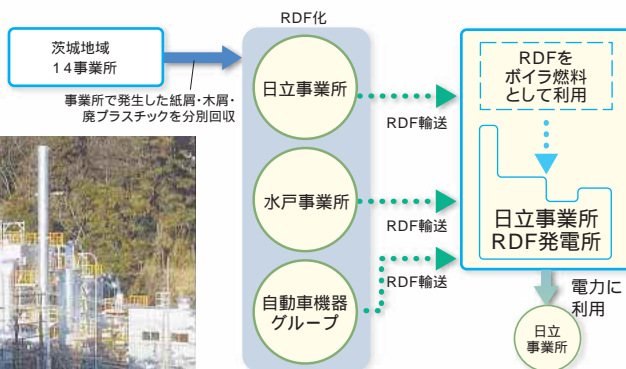 RDF化
茨城地域
14事業所
事業所で発生した紙屑・木屑・
廃プラスチックを分別回収
日立事業所
水戸事業所
自動車機器
グループ
RDF輸送
RDF輸送
RDF輸送
RDFを
ボイラ燃料
として利用
日立事業所
RDF発電所
電力に
利用
日立
事業所